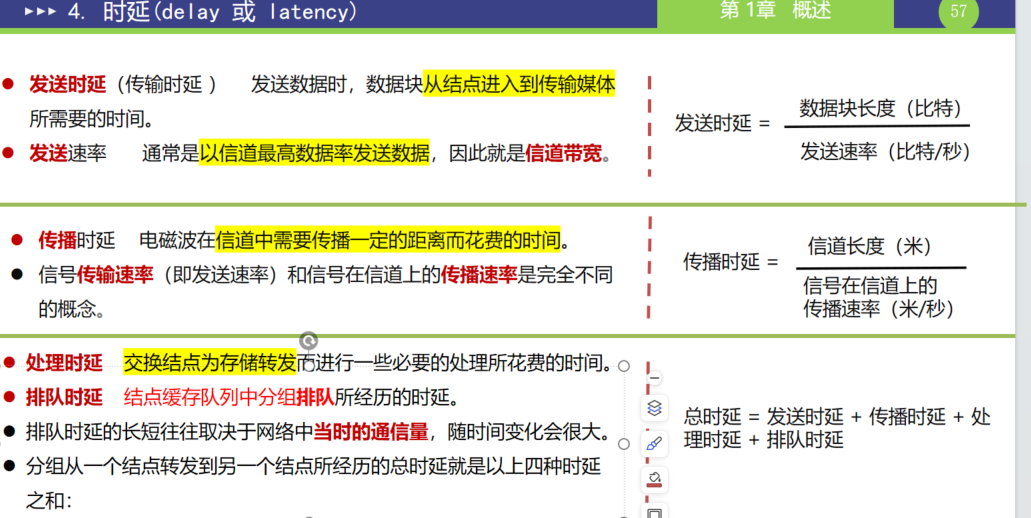 ▸▸▸ 4. 时延(delay 或 latency)
第1章 概述
57
● 发送时延（传输时延 ） 发送数据时，数据块从结点进入到传输媒体
所需要的时间。
● 发送速率 通常是以信道最高数据率发送数据，因此就是信道带宽。
发送时延 =
数据块长度（比特）
发送速率（比特/秒）
● 传播时延 电磁波在信道中需要传播一定的距离而花费的时间。
● 信号传输速率（即发送速率）和信号在信道上的传播速率是完全不同
的概念。
传播时延 =
信道长度（米）
信号在信道上的
传播速率（米/秒）
● 处理时延 交换结点为存储转发而进行一些必要的处理所花费的时间。
● 排队时延 结点缓存队列中分组排队所经历的时延。
● 排队时延的长短往往取决于网络中当时的通信量，随时间变化会很大。
● 分组从一个结点转发到另一个结点所经历的总时延就是以上四种时延
之和：
总时延 = 发送时延 + 传播时延 + 处
理时延 + 排队时延